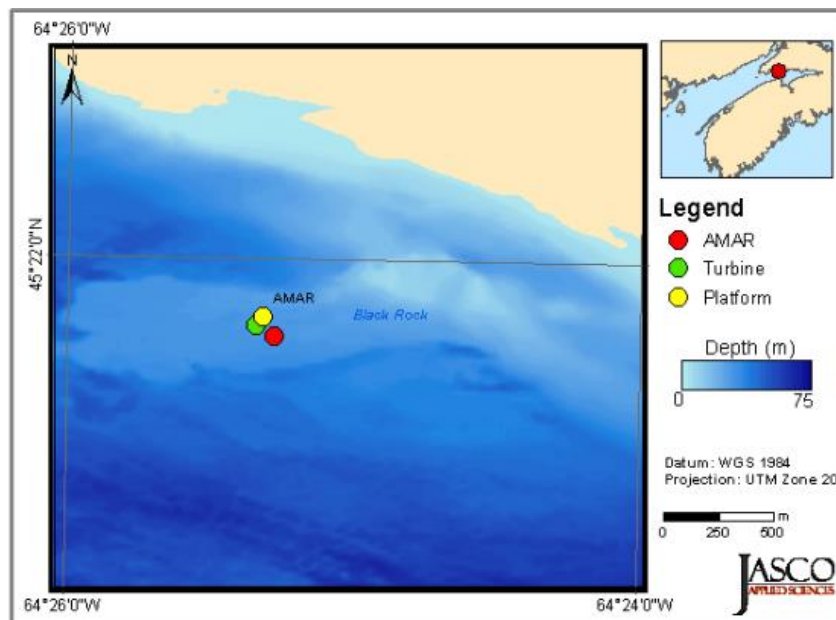 64°26'0"W
N
45°22'0"N
AMAR
Black Rock
64°26'0"W
64°24'0"W
Legend
AMAR
Turbine
Platform
Depth (m)
0
75
Datum: WGS 1984
Projection: UTM Zone 20
0 250 500 m
JASCO
APPLIED SCIENCES